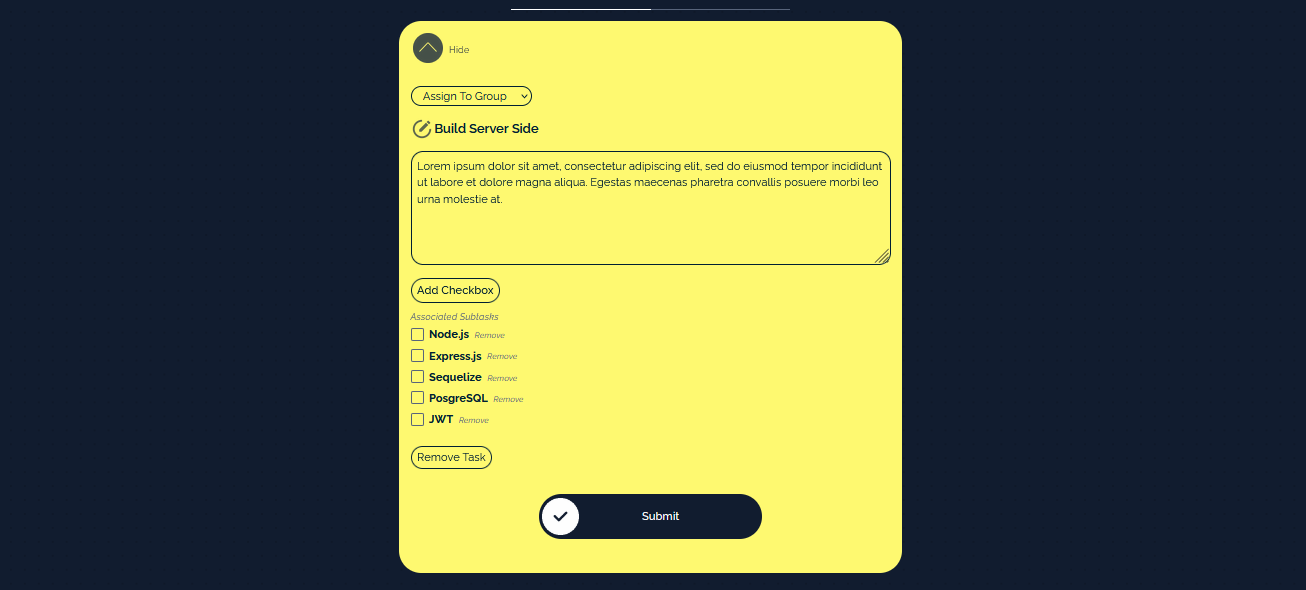 Hide
Assign To Group
Build Server Side
Lorem ipsum dolor sit amet, consectetur adipiscing elit, sed do eiusmod tempor incididunt
ut labore et dolore magna aliqua. Egestas maecenas pharetra convallis posuere morbi leo
urna molestie at.
Add Checkbox
Associated Subtasks
Node.js Remove
Express.js Remove
Sequelize Remove
PosgreSQL Remove
JWT Remove
Remove Task
Submit